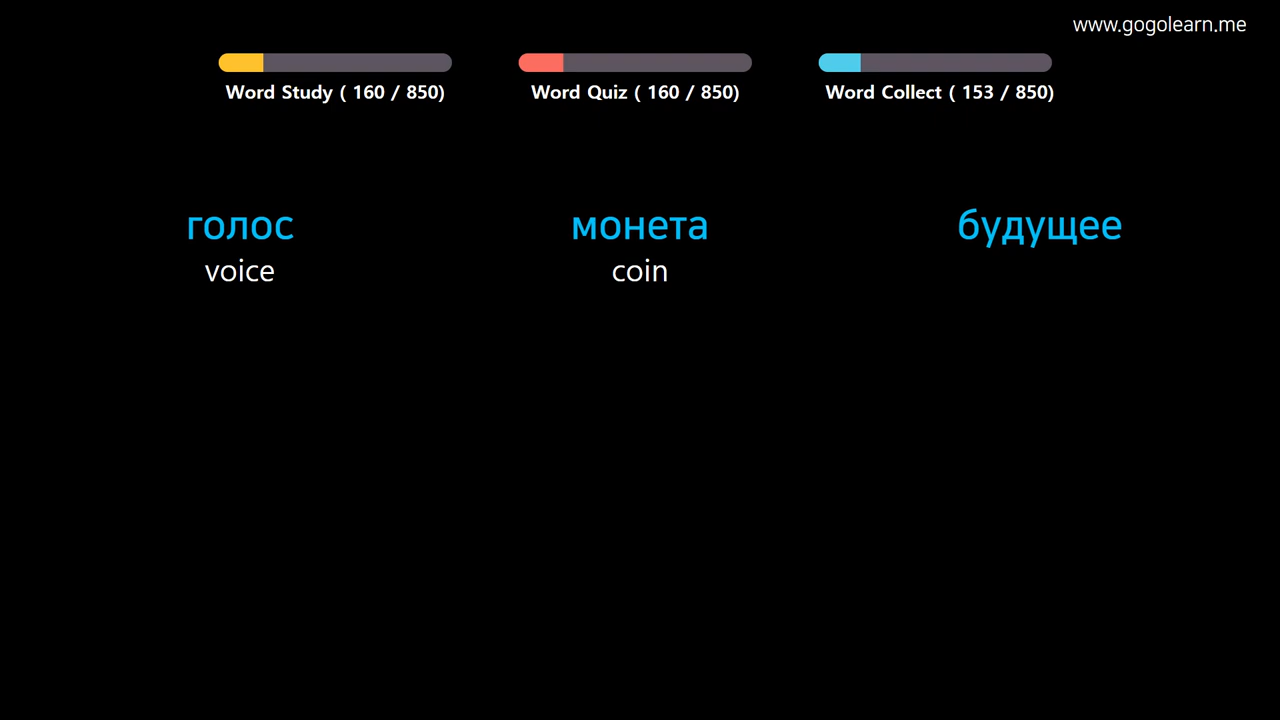 www.gogolearn.me
Word Study ( 160 / 850)
Word Quiz ( 160 / 850)
Word Collect ( 153 / 850)
голос
voice
монета
coin
будущее